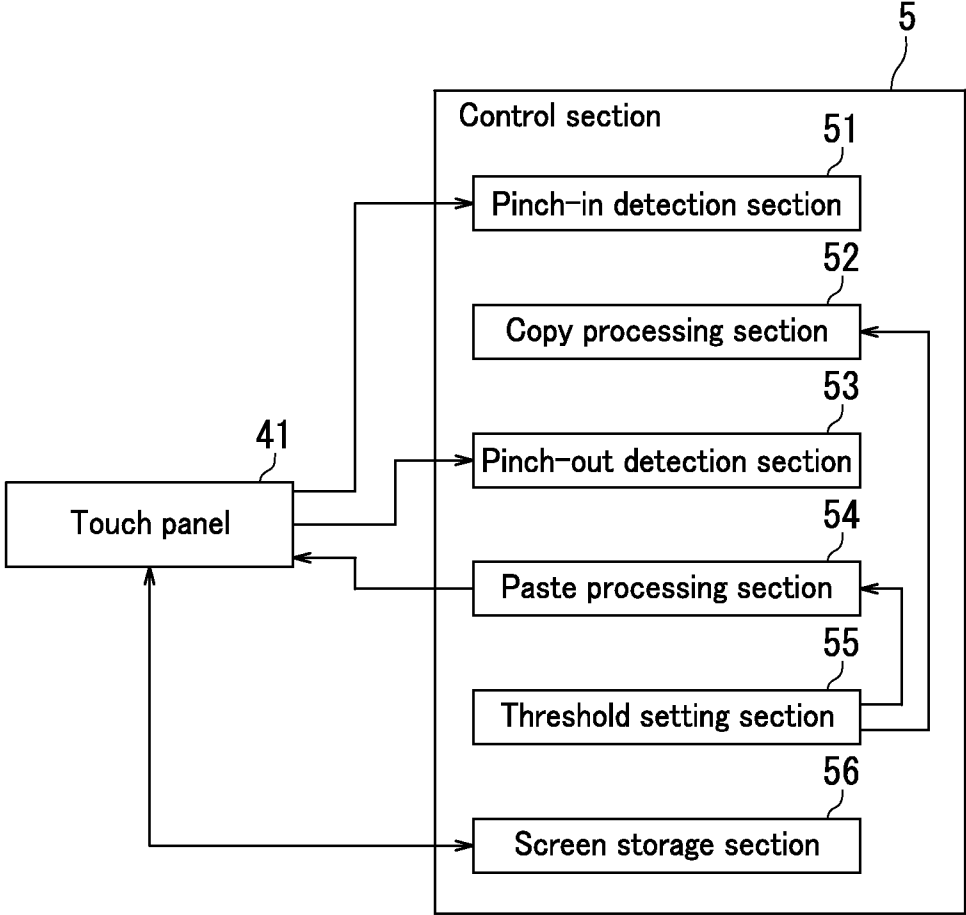 5
Control section
51
Pinch-in detection section
52
Copy processing section
53
Pinch-out detection section
41
Touch panel
54
Paste processing section
55
Threshold setting section
56
Screen storage section